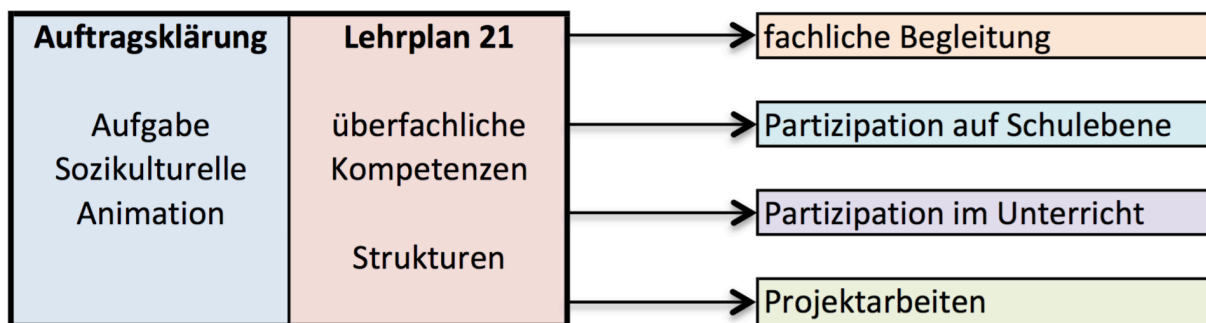 Auftragsklärung
Aufgabe
Sozikulturelle
Animation
Lehrplan 21
überfachliche
Kompetenzen
Strukturen
fachliche Begleitung
Partizipation auf Schulebene
Partizipation im Unterricht
Projektarbeiten